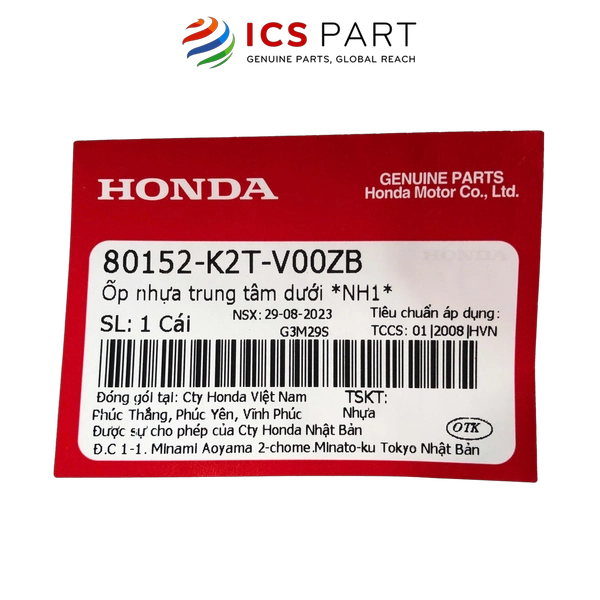 ICS PART
GENUINE PARTS, GLOBAL REACH
HONDA
GENUINE PARTS
Honda Motor Co., Ltd.
80152-K2T-V00ZB
Ốp nhựa trung tâm dưới *NH1*
SL: 1 Cái
NSX: 29-08-2023
G3M29S
Tiêu chuẩn áp dụng :
TCCS: 01|2008|HVN
Đóng gói tại: Cty Honda Việt Nam
Phúc Thắng, Phúc Yên, Vĩnh Phúc
TSKT:
Nhựa
Được sự cho phép của Cty Honda Nhật Bản
Đ.C 1-1. Minami Aoyama 2-chome.Minato-ku Tokyo Nhật Bản
OTK